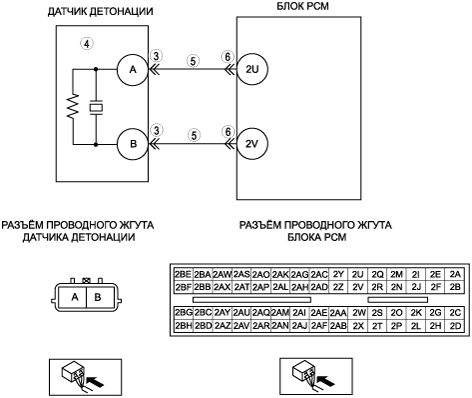 ДАТЧИК ДЕТОНАЦИИ
БЛОК PCM
4
3
5
6
A
2U
3
5
6
B
2V
РАЗЪЁМ ПРОВОДНОГО ЖГУТА
ДАТЧИКА ДЕТОНАЦИИ
РАЗЪЁМ ПРОВОДНОГО ЖГУТА
БЛОКА PCM
A B
2BE 2BA 2AW 2AS 2AO 2AK 2AG 2AC 2Y 2U 2Q 2M 2I 2E 2A
2BF 2BB 2AX 2AT 2AP 2AL 2AH 2AD 2Z 2V 2R 2N 2J 2F 2B
2BG 2BC 2AY 2AU 2AQ 2AM 2AI 2AE 2AA 2W 2S 2O 2K 2G 2C
2BH 2BD 2AZ 2AV 2AR 2AN 2AJ 2AF 2AB 2X 2T 2P 2L 2H 2D